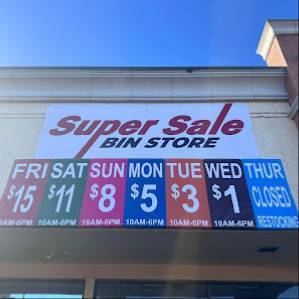 Super Sale
BIN STORE
FRI SAT SUN MON TUE WED THUR
$15 $11 $8 $5 $3 $1 CLOSED
10AM-6PM 10AM-6PM 10AM-6PM 10AM-6PM 10AM-6PM 10AM-6PM RESTOCKING